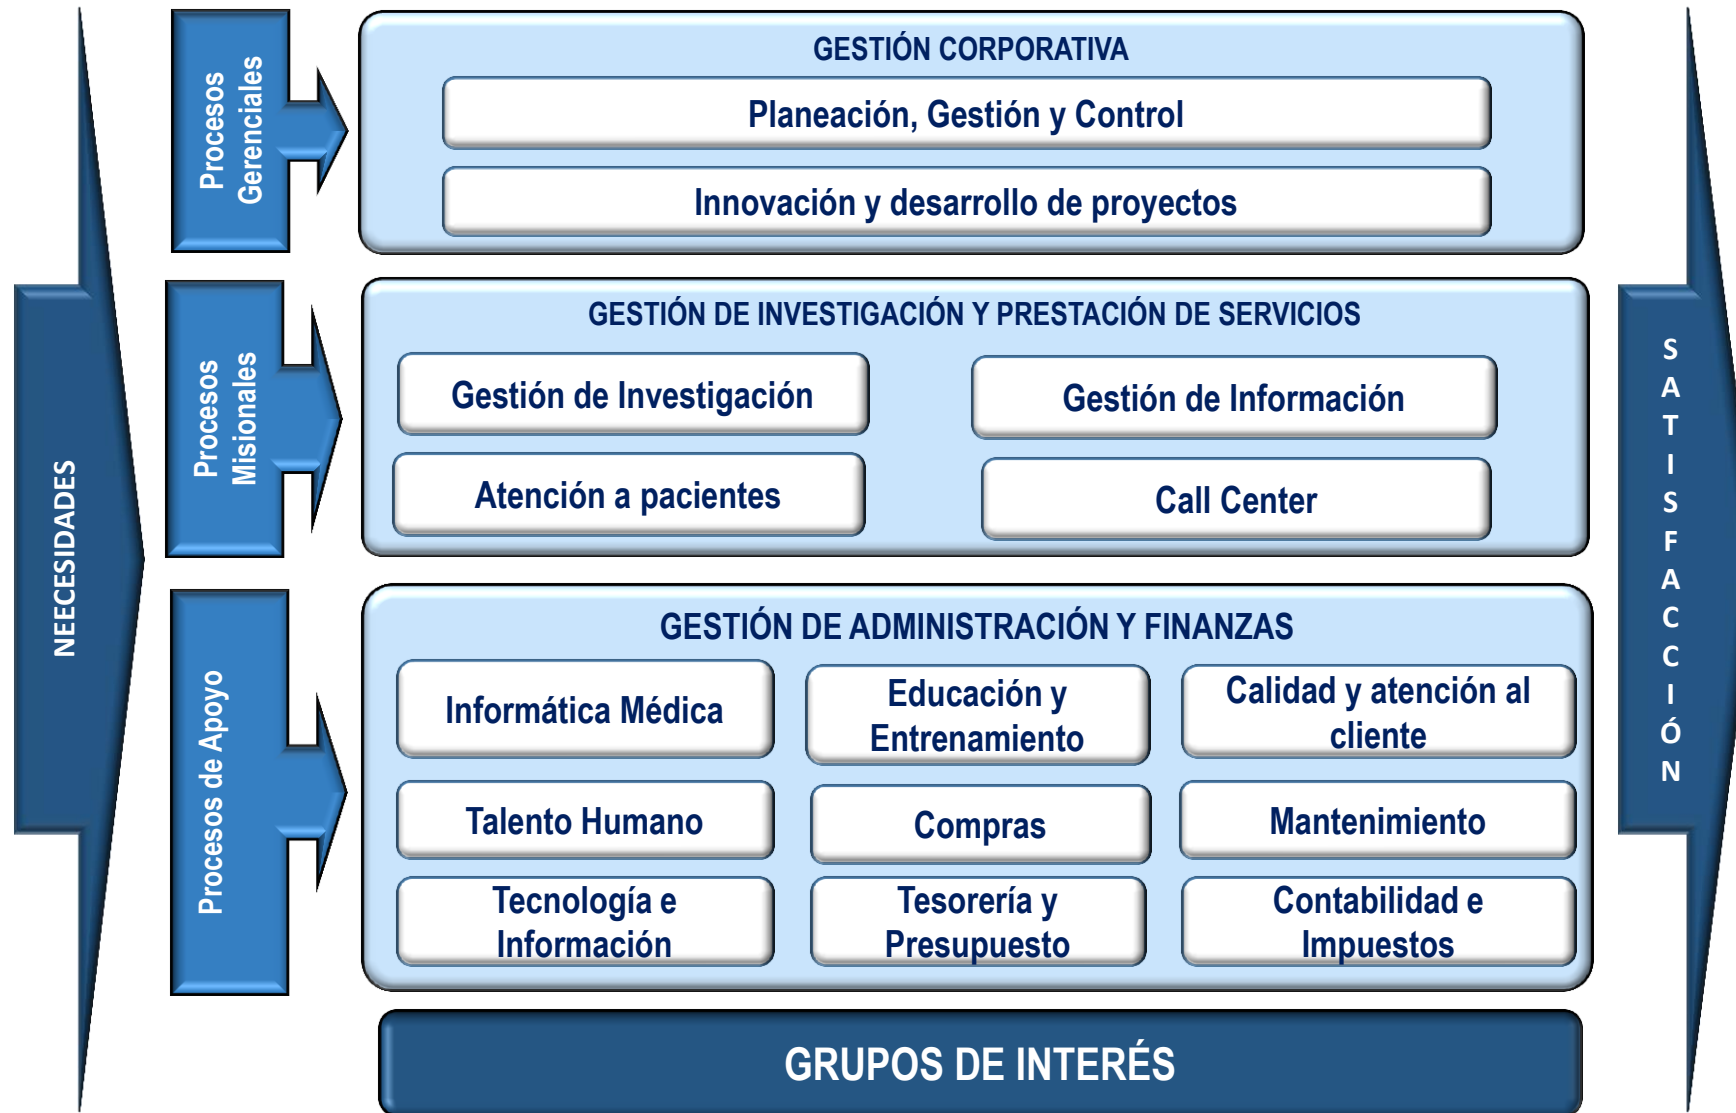 GESTIÓN CORPORATIVA
Procesos
Gerenciales
Planeación, Gestión y Control
Innovación y desarrollo de proyectos
GESTIÓN DE INVESTIGACIÓN Y PRESTACIÓN DE SERVICIOS
Procesos
Misionales
Gestión de Investigación
Gestión de Información
Atención a pacientes
Call Center
NEECESIDADES
SATISFACCIÓN
GESTIÓN DE ADMINISTRACIÓN Y FINANZAS
Procesos de Apoyo
Informática Médica
Educación y
Entrenamiento
Calidad y atención al
cliente
Talento Humano
Compras
Mantenimiento
Tecnología e
Información
Tesorería y
Presupuesto
Contabilidad e
Impuestos
GRUPOS DE INTERÉS